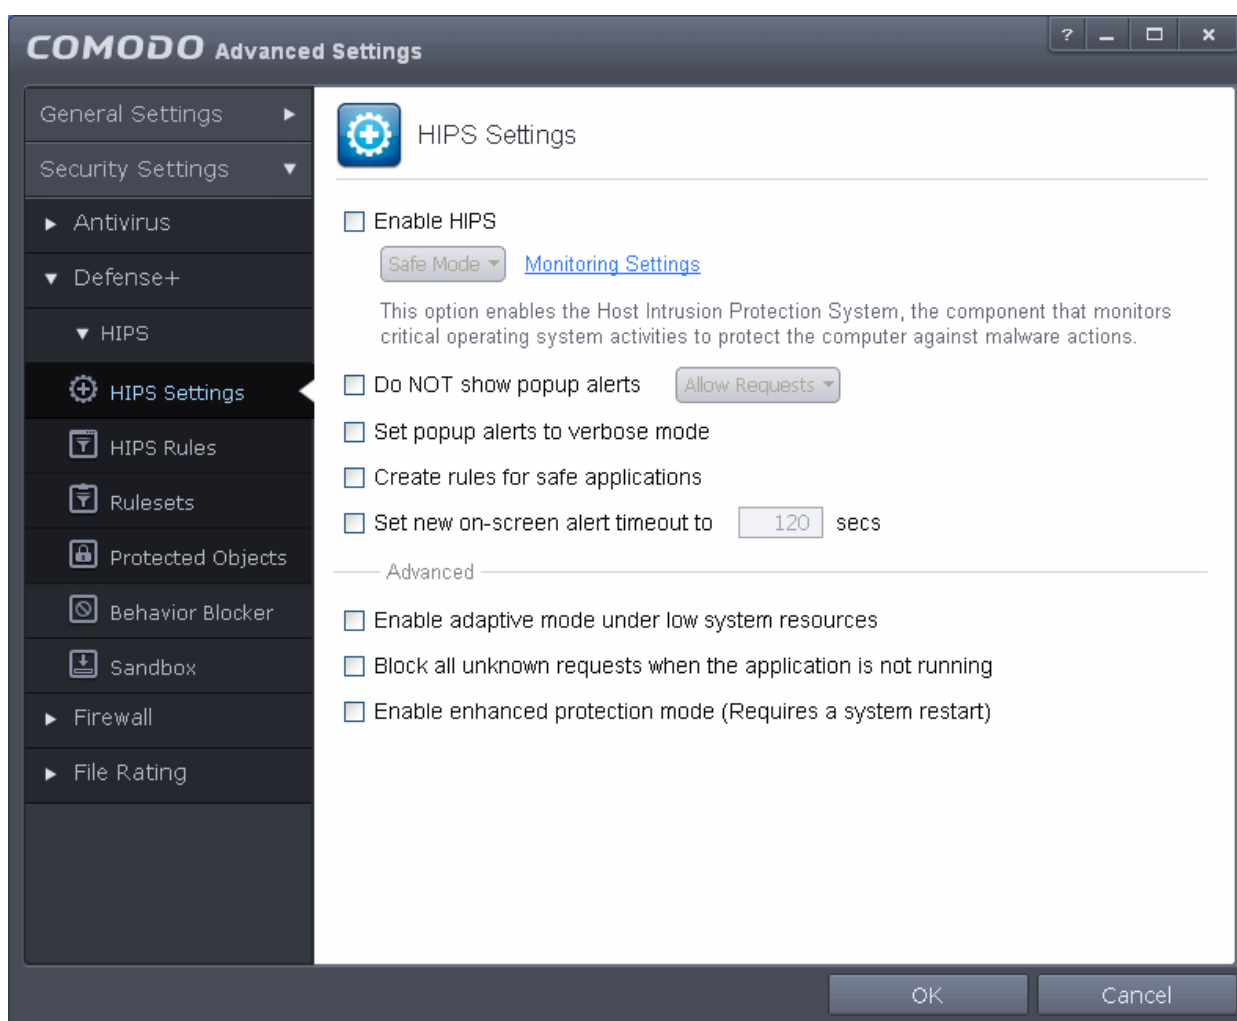 COMODO Advanced Settings
?
General Settings
Security Settings
Antivirus
Defense+
HIPS
HIPS Settings
HIPS Rules
Rulesets
Protected Objects
Behavior Blocker
Sandbox
Firewall
File Rating
HIPS Settings
Enable HIPS
Safe Mode Monitoring Settings
This option enables the Host Intrusion Protection System, the component that monitors
critical operating system activities to protect the computer against malware actions.
Do NOT show popup alerts Allow Requests
Set popup alerts to verbose mode
Create rules for safe applications
Set new on-screen alert timeout to 120 secs
Advanced
Enable adaptive mode under low system resources
Block all unknown requests when the application is not running
Enable enhanced protection mode (Requires a system restart)
OK Cancel